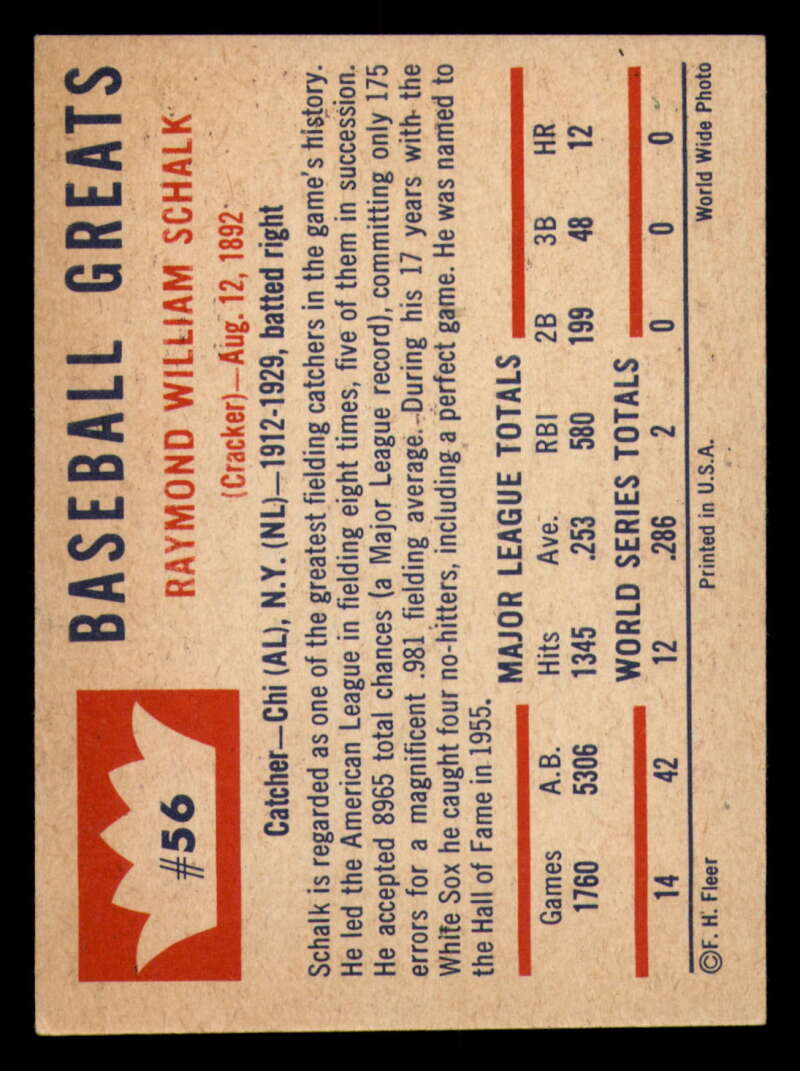 #56
BASEBALL GREATS
RAYMOND WILLIAM SCHALK
(Cracker)—Aug. 12, 1892
Catcher—Chi (AL), N.Y. (NL)—1912-1929, batted right
Schalk is regarded as one of the greatest fielding catchers in the game's history.
He led the American League in fielding eight times, five of them in succession.
He accepted 8965 total chances (a Major League record), committing only 175
errors for a magnificent .981 fielding average. During his 17 years with the
White Sox he caught four no-hitters, including a perfect game. He was named to
the Hall of Fame in 1955.
MAJOR LEAGUE TOTALS
Games A.B. Hits Ave. RBI 2B 3B HR
1760 5306 1345 .253 580 199 48 12
WORLD SERIES TOTALS
14 42 12 .286 2 0 0 0
©F. H. Fleer Printed in U.S.A. World Wide Photo